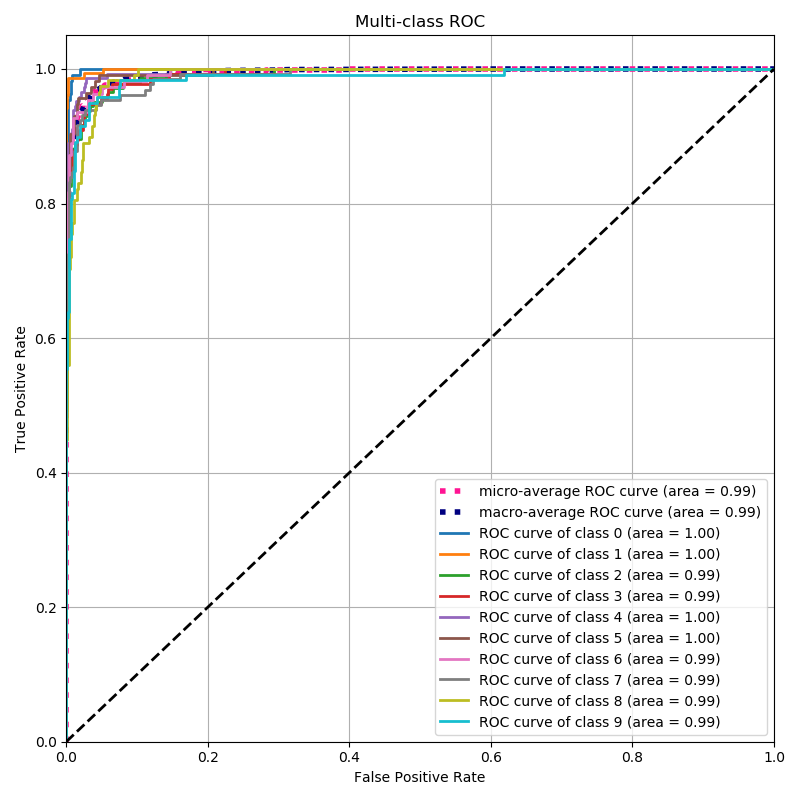 Multi-class ROC
1.0
0.8
0.6
0.4
0.2
0.0
True Positive Rate
micro-average ROC curve (area = 0.99)
macro-average ROC curve (area = 0.99)
ROC curve of class 0 (area = 1.00)
ROC curve of class 1 (area = 1.00)
ROC curve of class 2 (area = 0.99)
ROC curve of class 3 (area = 0.99)
ROC curve of class 4 (area = 1.00)
ROC curve of class 5 (area = 1.00)
ROC curve of class 6 (area = 0.99)
ROC curve of class 7 (area = 0.99)
ROC curve of class 8 (area = 0.99)
ROC curve of class 9 (area = 0.99)
0.0 0.2 0.4 0.6 0.8 1.0
False Positive Rate